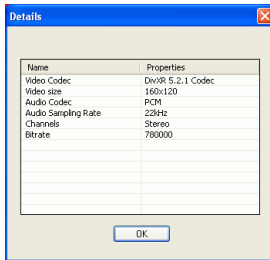 Details
Name Properties
Video Codec DivXR 5.2.1 Codec
Video size 160x120
Audio Codec PCM
Audio Sampling Rate 22kHz
Channels Stereo
Bitrate 780000
OK